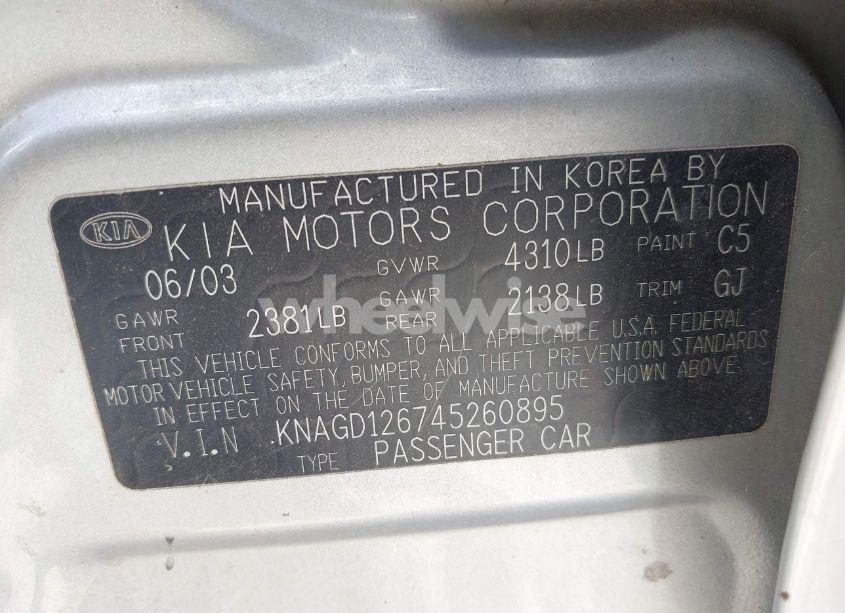 MANUFACTURED IN KOREA BY
KIA KIA MOTORS CORPORATION
06/03 GVWR 4310LB PAINT C5
GAWR FRONT 2381LB GAWR REAR 2138LB TRIM GJ
wheelwise
THIS VEHICLE CONFORMS TO ALL APPLICABLE U.S.A. FEDERAL
MOTOR VEHICLE SAFETY, BUMPER, AND THEFT PREVENTION STANDARDS
IN EFFECT ON THE DATE OF MANUFACTURE SHOWN ABOVE.
V.I.N KNAGD126745260895
TYPE PASSENGER CAR